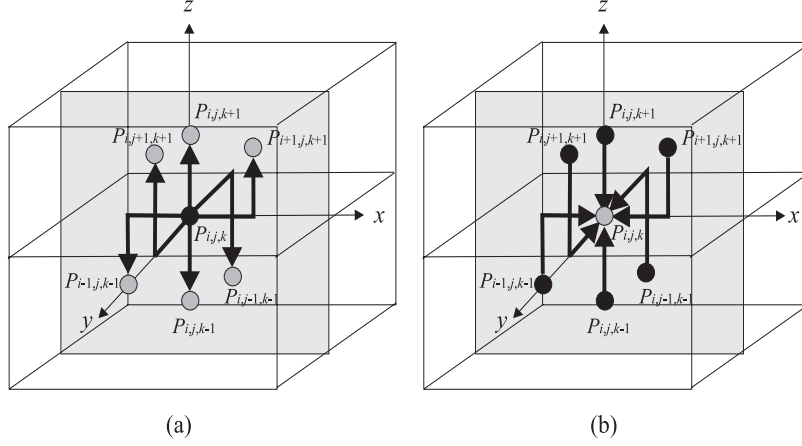 z
z
P_{i,j,k+1}
P_{i,j,k+1}
P_{i,j+1,k+1}
P_{i+1,j,k+1}
P_{i,j+1,k+1}
P_{i+1,j,k+1}
x
x
P_{i,j,k}
P_{i,j,k}
P_{i-1,j,k-1}
P_{i,j-1,k-1}
P_{i-1,j,k-1}
P_{i,j-1,k-1}
y
P_{i,j,k-1}
y
P_{i,j,k-1}
(a)
(b)